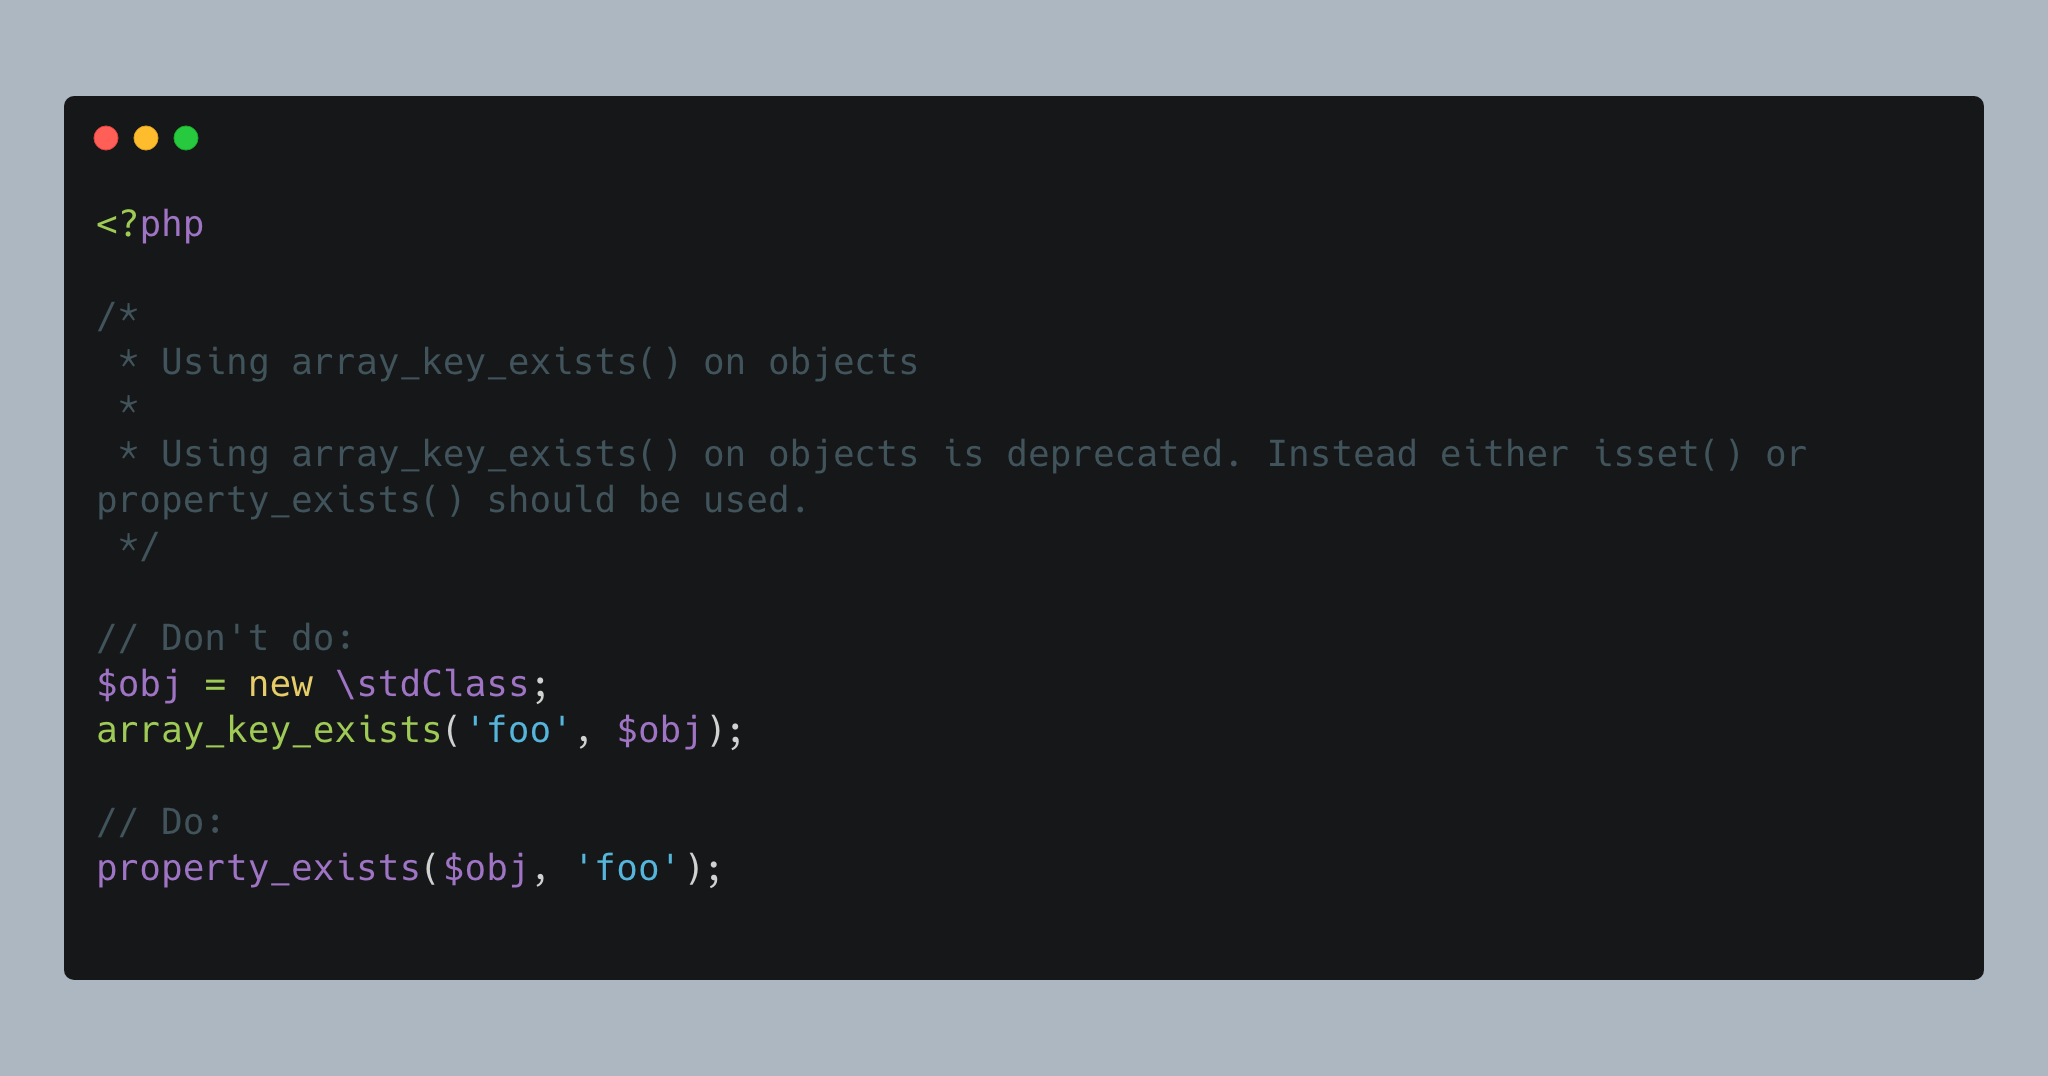 <?php
/*
 * Using array_key_exists() on objects
 *
 * Using array_key_exists() on objects is deprecated. Instead either isset() or
property_exists() should be used.
 */
// Don't do:
$obj = new \stdClass;
array_key_exists('foo', $obj);
// Do:
property_exists($obj, 'foo');